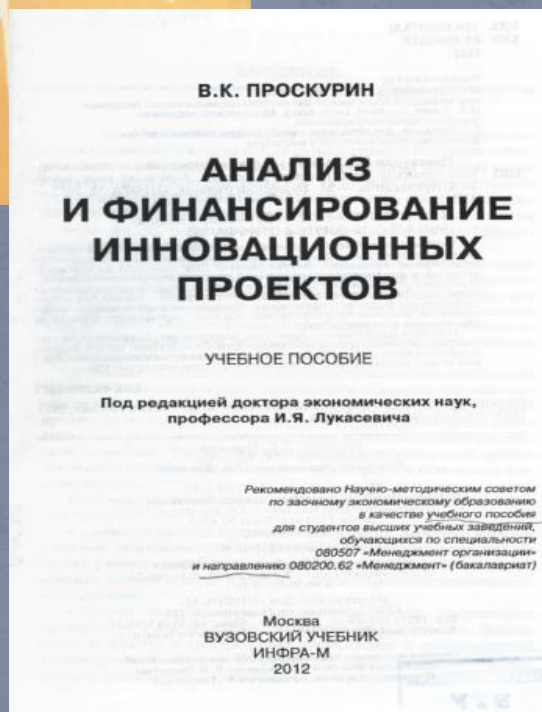 В.К. ПРОСКУРИН
АНАЛИЗ
И ФИНАНСИРОВАНИЕ
ИННОВАЦИОННЫХ
ПРОЕКТОВ
УЧЕБНОЕ ПОСОБИЕ
Под редакцией доктора экономических наук,
профессора И.Я. Лукасевича
Рекомендовано Научно-методическим советом
по заочному экономическому образованию
в качестве учебного пособия
для студентов высших учебных заведений,
обучающихся по специальности
080507 «Менеджмент организации»
и направлению 080200.62 «Менеджмент» (бакалавриат)
Москва
ВУЗОВСКИЙ УЧЕБНИК
ИНФРА-М
2012